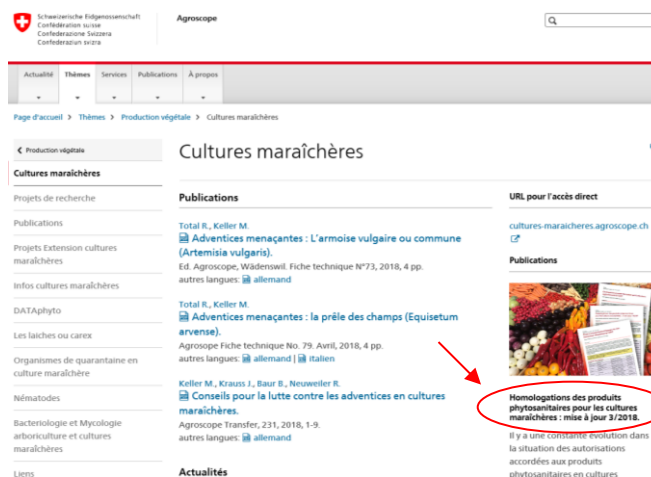 Schweizerische Eidgenossenschaft
Confédération suisse
Confederazione Svizzera
Confederaziun svizra
Agroscope
Actualité
Thèmes
Services
Publications
À propos
Page d'accueil > Thèmes > Production végétale > Cultures maraîchères
Production végétale
Cultures maraîchères
Projets de recherche
Publications
Projets Extension cultures
maraîchères
Infos cultures maraîchères
DATAphyto
Les laiches ou carex
Organismes de quarantaine en
culture maraîchère
Nématodes
Bacteriologie et Mycologie
arboriculture et cultures
maraîchères
Liens
Cultures maraîchères
Publications
Total R., Keller M.
Adventices menaçantes : L'armoise vulgaire ou commune
(Artemisia vulgaris).
Ed. Agroscope, Wädenswil. Fiche technique N°73, 2018, 4 pp.
autres langues: allemand
Total R., Keller M.
Adventices menaçantes : la prêle des champs (Equisetum
arvense).
Agrosope Fiche technique No. 79. Avril, 2018, 4 pp.
autres langues: allemand | italien
Keller M., Krauss J., Baur B., Neuweiler R.
Conseils pour la lutte contre les adventices en cultures
maraîchères.
Agroscope Transfer, 231, 2018, 1-9.
autres langues: allemand
Actualités
URL pour l'accès direct
cultures-maraicheres.agroscope.ch
Publications
Homologations des produits
phytosanitaires pour les cultures
maraîchères : mise à jour 3/2018.
Il y a une constante évolution dans
la situation des autorisations
accordées aux produits
phytosanitaires en cultures